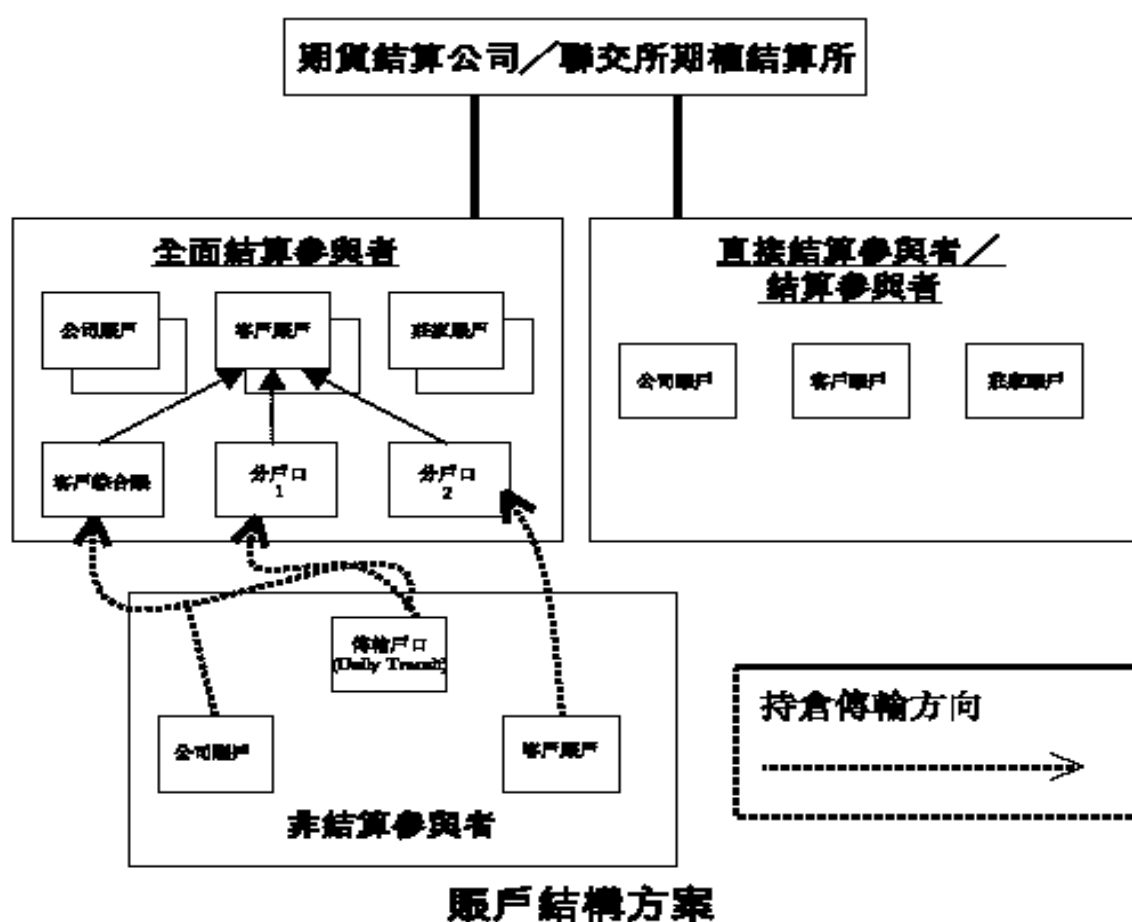 期貨結算公司／聯交所期權結算所
全面結算參與者
公司賬戶
客戶賬戶
莊家賬戶
客戶綜合賬
分戶口
1
分戶口
2
直接結算參與者／
結算參與者
公司賬戶
客戶賬戶
莊家賬戶
傳輸戶口
(Daily Transit)
公司賬戶
客戶賬戶
非結算參與者
持倉傳輸方向
賬戶結構方案